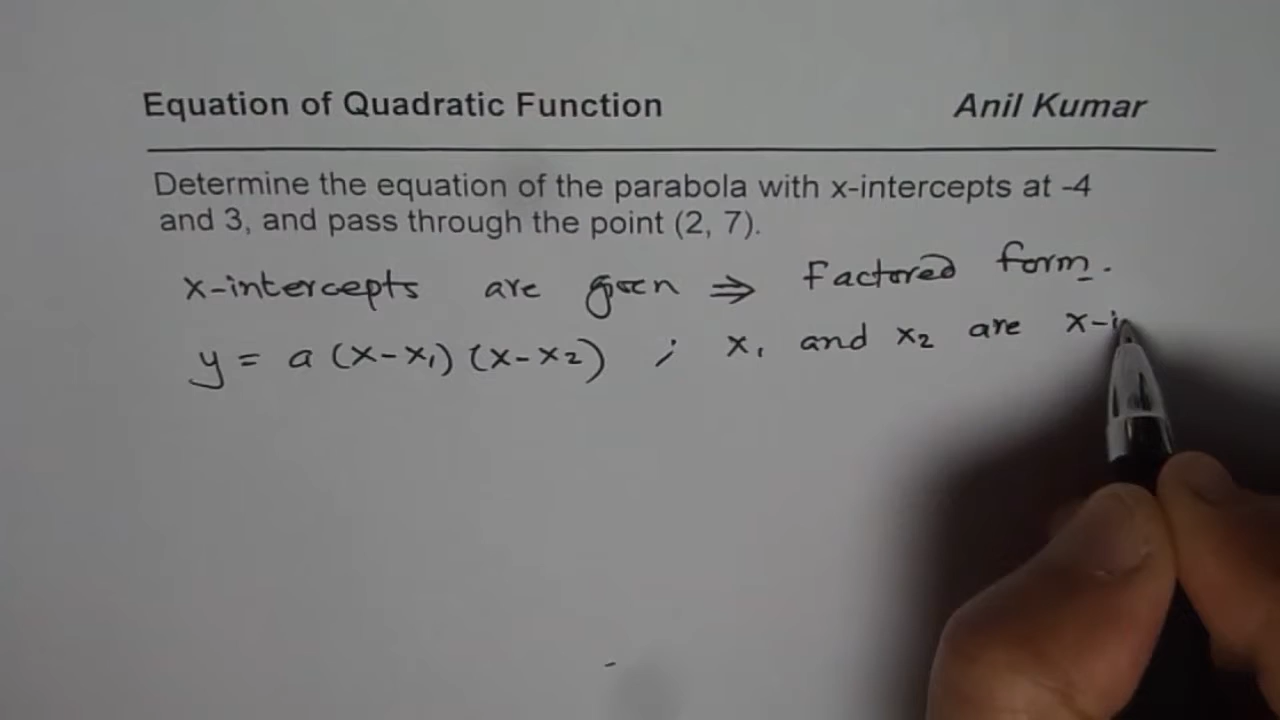 Equation of Quadratic Function Anil Kumar
Determine the equation of the parabola with x-intercepts at -4
and 3, and pass through the point (2, 7).
x-intercepts are given ⇒ Factored form.
y = a (x-x₁) (x-x₂) ; x₁ and x₂ are x-i